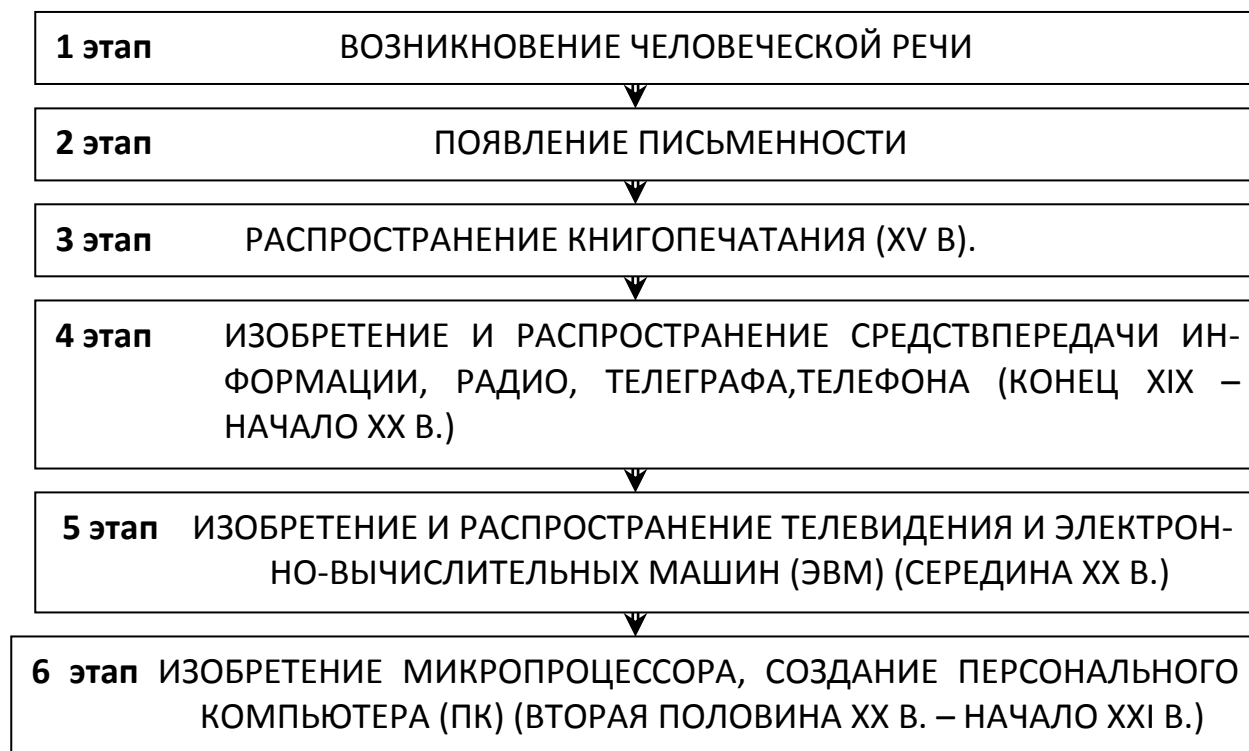 1 этап ВОЗНИКНОВЕНИЕ ЧЕЛОВЕЧЕСКОЙ РЕЧИ
2 этап ПОЯВЛЕНИЕ ПИСЬМЕННОСТИ
3 этап РАСПРОСТРАНЕНИЕ КНИГОПЕЧАТАНИЯ (XV В).
4 этап ИЗОБРЕТЕНИЕ И РАСПРОСТРАНЕНИЕ СРЕДСТВПЕРЕДАЧИ ИН-
ФОРМАЦИИ, РАДИО, ТЕЛЕГРАФА,ТЕЛЕФОНА (КОНЕЦ XIX –
НАЧАЛО XX В.)
5 этап ИЗОБРЕТЕНИЕ И РАСПРОСТРАНЕНИЕ ТЕЛЕВИДЕНИЯ И ЭЛЕКТРОН-
НО-ВЫЧИСЛИТЕЛЬНЫХ МАШИН (ЭВМ) (СЕРЕДИНА XX В.)
6 этап ИЗОБРЕТЕНИЕ МИКРОПРОЦЕССОРА, СОЗДАНИЕ ПЕРСОНАЛЬНОГО
КОМПЬЮТЕРА (ПК) (ВТОРАЯ ПОЛОВИНА XX В. – НАЧАЛО XXI В.)